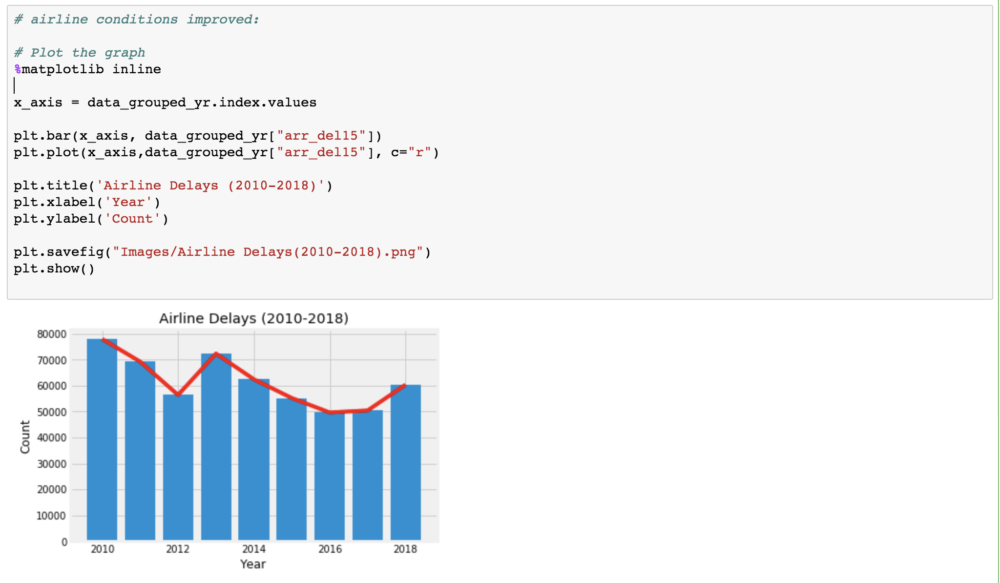 # airline conditions improved:
# Plot the graph
%matplotlib inline
x_axis = data_grouped_yr.index.values
plt.bar(x_axis, data_grouped_yr["arr_del15"])
plt.plot(x_axis,data_grouped_yr["arr_del15"], c="r")
plt.title('Airline Delays (2010-2018)')
plt.xlabel('Year')
plt.ylabel('Count')
plt.savefig("Images/Airline Delays(2010-2018).png")
plt.show()
Airline Delays (2010-2018)
80000
70000
60000
50000
40000
30000
20000
10000
0
Count
2010 2012 2014 2016 2018
Year